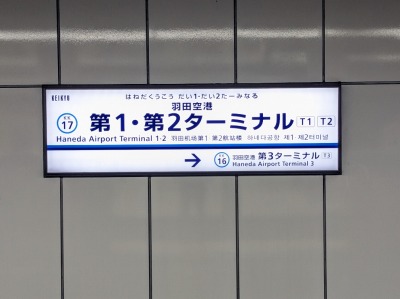 KEIKYU
はねだくうこう だい1・だい2たーみなる
羽田空港
KK 17 第1・第2ターミナル T1 T2
Haneda Airport Terminal 1·2 羽田机场第1 第2航站楼 하네다공항 제1 제2터미널
→ KK 16 羽田空港 第3ターミナル T3
Haneda Airport Terminal 3